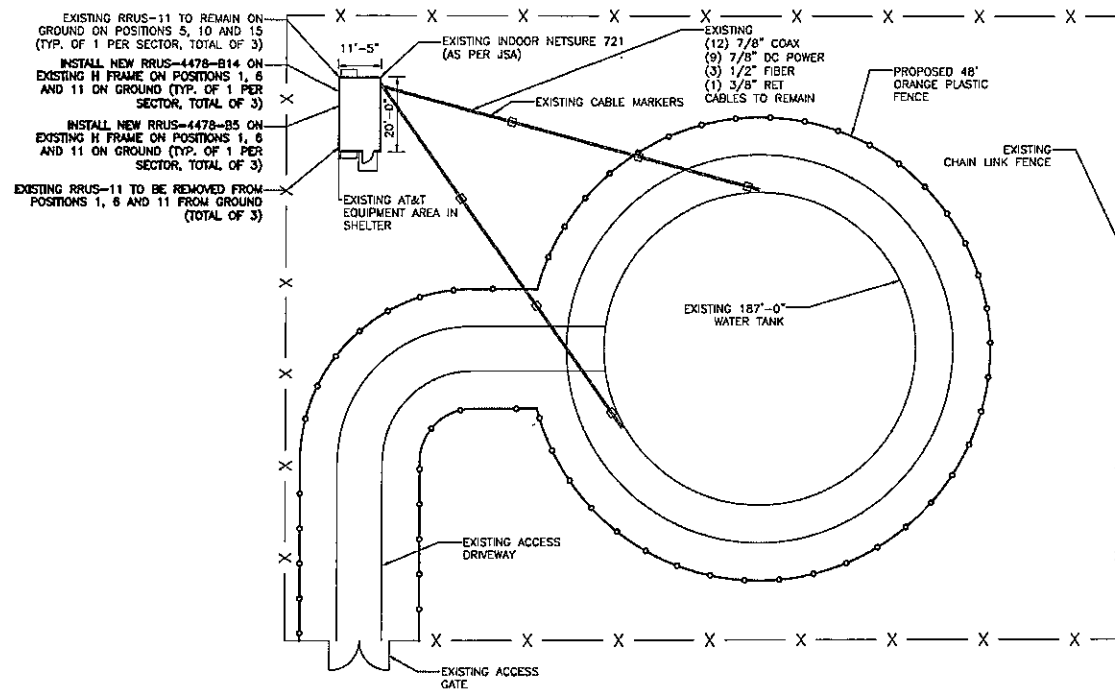 EXISTING RRUS-11 TO REMAIN ON
GROUND ON POSITIONS 5, 10 AND 15
(TYP. OF 1 PER SECTOR, TOTAL OF 3)
INSTALL NEW RRUS-4478-B14 ON
EXISTING H FRAME ON POSITIONS 1, 6
AND 11 ON GROUND (TYP. OF 1 PER
SECTOR, TOTAL OF 3)
INSTALL NEW RRUS-4478-B5 ON
EXISTING H FRAME ON POSITIONS 1, 6
AND 11 ON GROUND (TYP. OF 1 PER
SECTOR, TOTAL OF 3)
EXISTING RRUS-11 TO BE REMOVED FROM
POSITIONS 1, 6 AND 11 FROM GROUND
(TOTAL OF 3)
11'-5"
20'-0"
EXISTING INDOOR NETSURE 721
(AS PER JSA)
EXISTING
(12) 7/8" COAX
(9) 7/8" DC POWER
(3) 1/2" FIBER
(1) 3/8" RET
CABLES TO REMAIN
EXISTING CABLE MARKERS
PROPOSED 48'
ORANGE PLASTIC
FENCE
EXISTING
CHAIN LINK FENCE
EXISTING AT&T
EQUIPMENT AREA IN
SHELTER
EXISTING 187'-0"
WATER TANK
EXISTING ACCESS
DRIVEWAY
EXISTING ACCESS
GATE